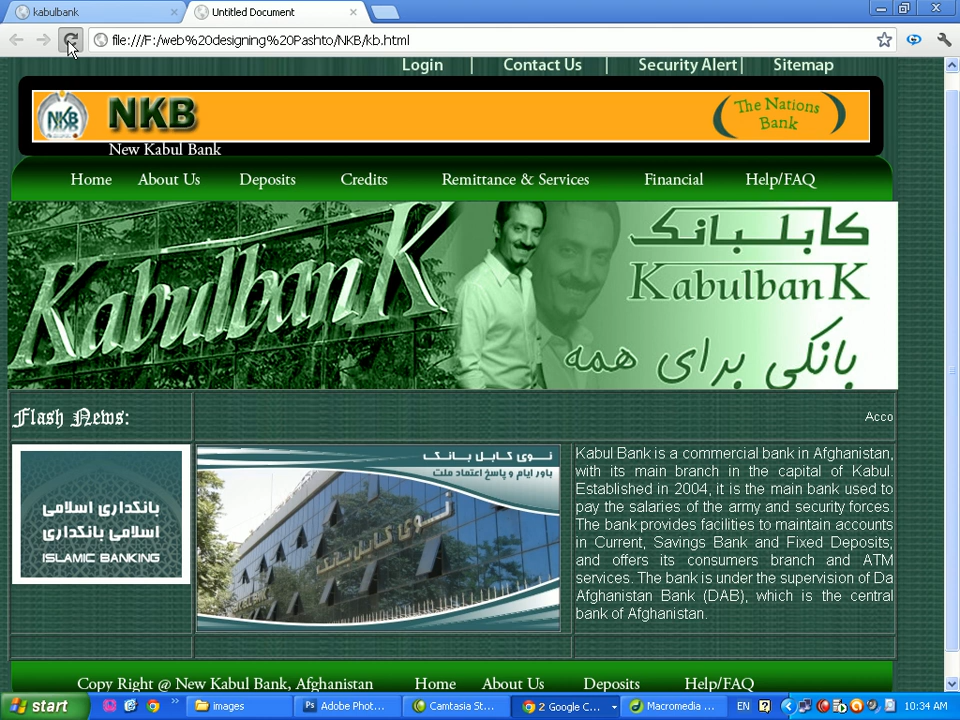 kabulbank
Untitled Document
file:///F:/web%20designing%20Pashto/NKB/kb.html
Login | Contact Us | Security Alert | Sitemap
NKB
NKB
The Nations
Bank
New Kabul Bank
Home About Us Deposits Credits Remittance & Services Financial Help/FAQ
KabulbanK
کابلبانک
KabulbanK
بانکی برای همه
Flash News:
Acco
بانکداری اسلامی
اسلامی بانکداری
ISLAMIC BANKING
نوی کابل بانک
باور ایام و پاسخ اعتماد ملت
نوی کابل بانک
Kabul Bank is a commercial bank in Afghanistan,
with its main branch in the capital of Kabul.
Established in 2004, it is the main bank used to
pay the salaries of the army and security forces.
The bank provides facilities to maintain accounts
in Current, Savings Bank and Fixed Deposits;
and offers its consumers branch and ATM
services. The bank is under the supervision of Da
Afghanistan Bank (DAB), which is the central
bank of Afghanistan.
Copy Right @ New Kabul Bank, Afghanistan Home About Us Deposits Help/FAQ
start
images
Adobe Phot...
Camtasia St...
2 Google C...
Macromedia ...
EN
10:34 AM